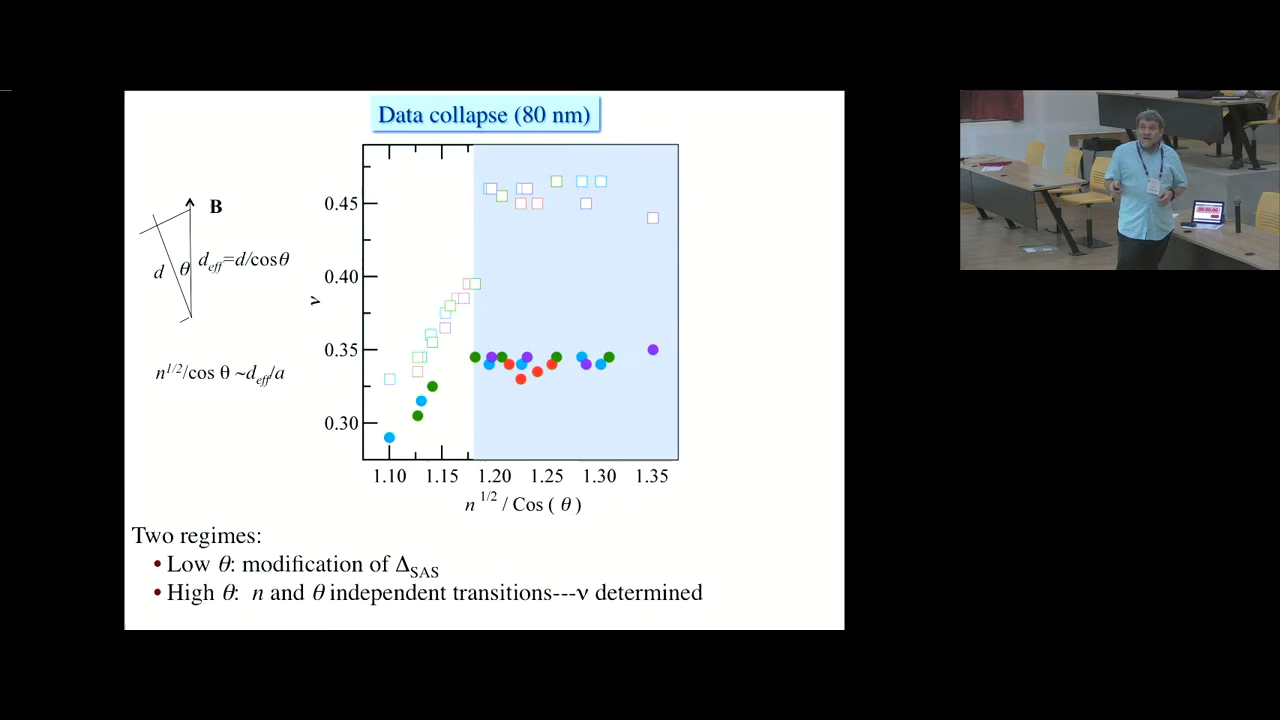 Data collapse (80 nm)
B
d θ d_eff=d/cosθ
n^1/2/cos θ ~d_eff/a
ν
0.45
0.40
0.35
0.30
1.10 1.15 1.20 1.25 1.30 1.35
n^1/2 / Cos ( θ )
Two regimes:
• Low θ: modification of Δ_SAS
• High θ: n and θ independent transitions---ν determined